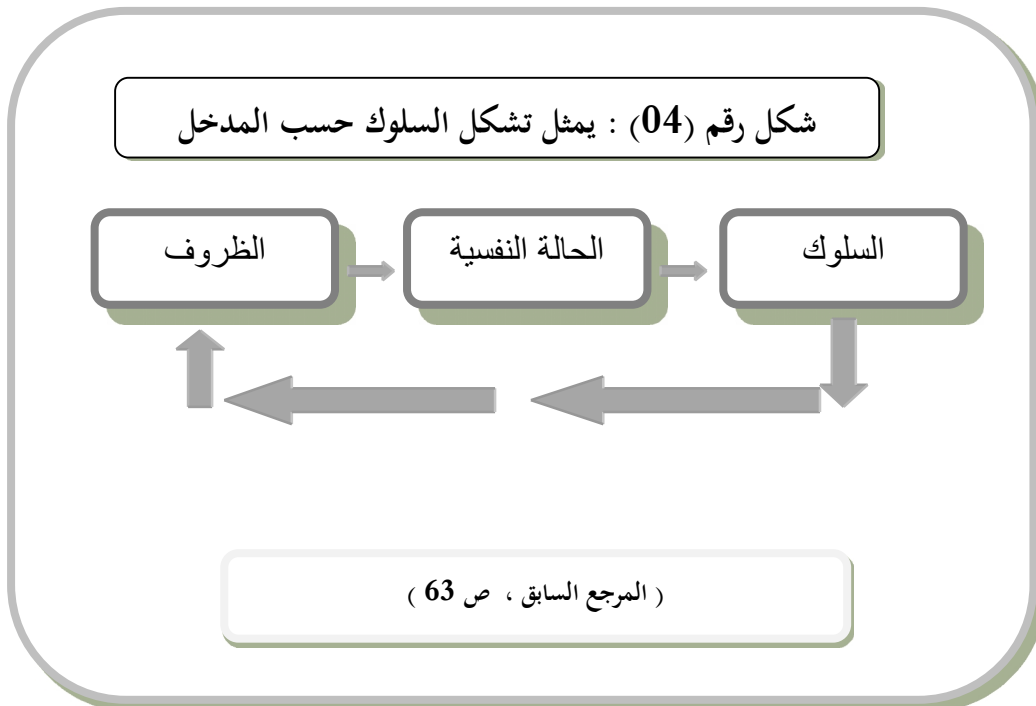 شكل رقم (04) : يمثل تشكل السلوك حسب المدخل
السلوك
الحالة النفسية
الظروف
( المرجع السابق ، ص 63 )